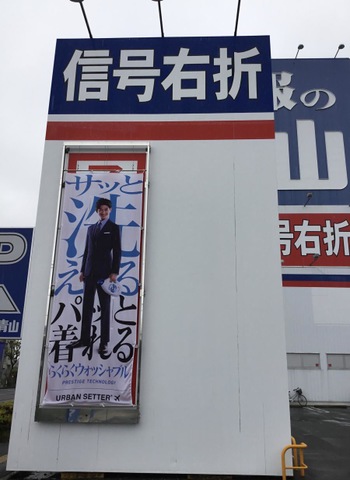 信号右折
服の
山
号右折
P
青山
サッと
洗える
パッと
着れる
らくらくウォッシャブル
PRESTIGE TECHNOLOGY
URBAN SETTER